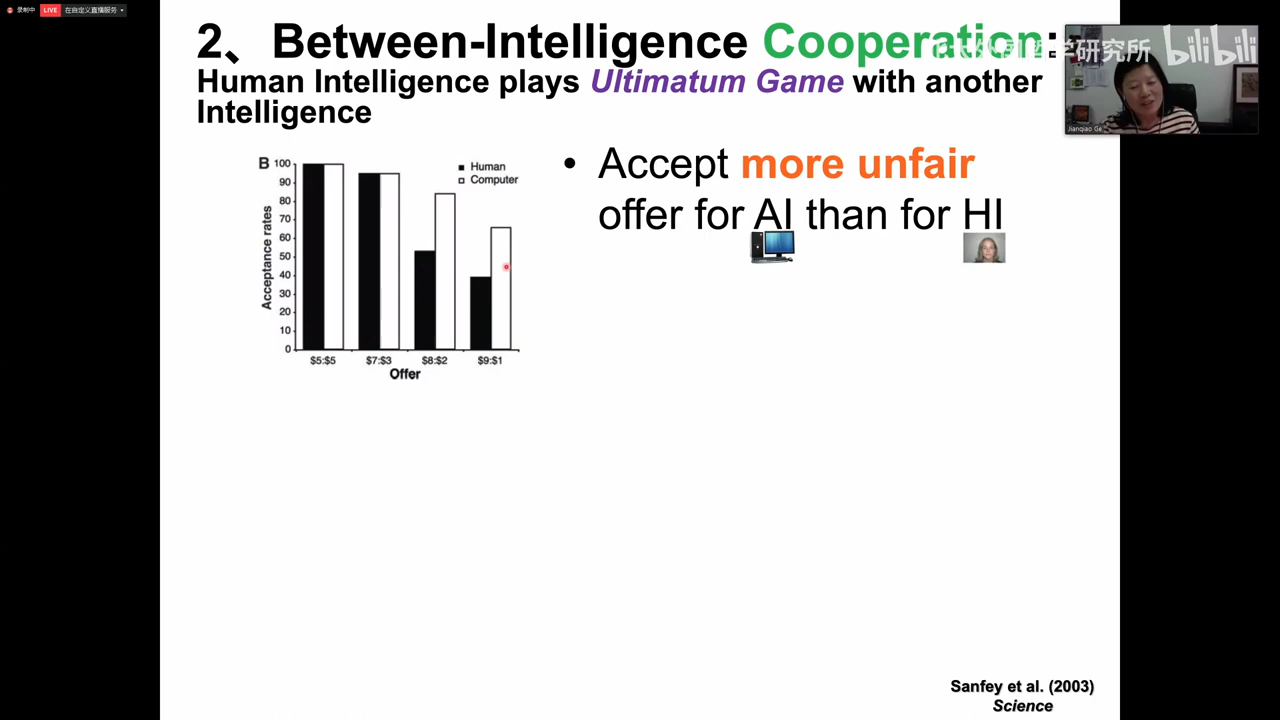 录制中
LIVE
在自定义直播服务
2、Between-Intelligence Cooperation:
Human Intelligence plays Ultimatum Game with another
Intelligence
学研究所
bilibili
Jianqiao Ge
B
Human
Computer
100
90
80
70
60
50
40
30
20
10
0
Acceptance rates
$5:$5 $7:$3 $8:$2 $9:$1
Offer
• Accept more unfair
offer for AI than for HI
Sanfey et al. (2003)
Science